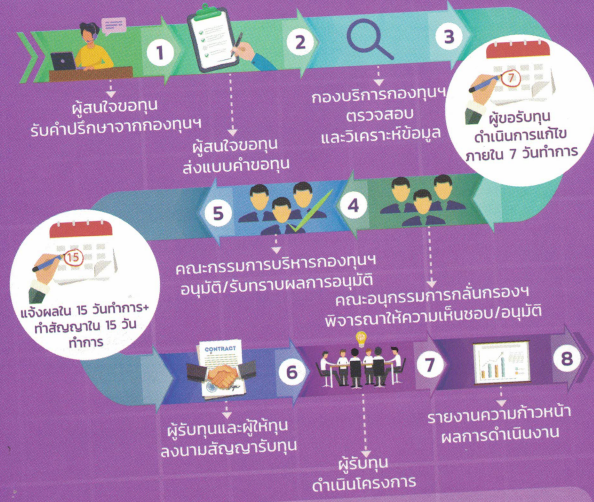 1
2
3
ผู้สนใจขอทุน
รับคำปรึกษาจากกองทุนฯ
ผู้สนใจขอทุน
ส่งแบบคำขอทุน
กองบริการกองทุนฯ
ตรวจสอบ
และวิเคราะห์ข้อมูล
7
ผู้ขอรับทุน
ดำเนินการแก้ไข
ภายใน 7 วันทำการ
5
4
คณะกรรมการบริหารกองทุนฯ
อนุมัติ/รับทราบผลการอนุมัติ
คณะอนุกรรมการกลั่นกรองฯ
พิจารณาให้ความเห็นชอบ/อนุมัติ
15
แจ้งผลใน 15 วันทำการ+
ทำสัญญาใน 15 วัน
ทำการ
CONTRACT
6
7
8
ผู้รับทุนและผู้ให้ทุน
ลงนามสัญญารับทุน
ผู้รับทุน
ดำเนินโครงการ
รายงานความก้าวหน้า
ผลการดำเนินงาน